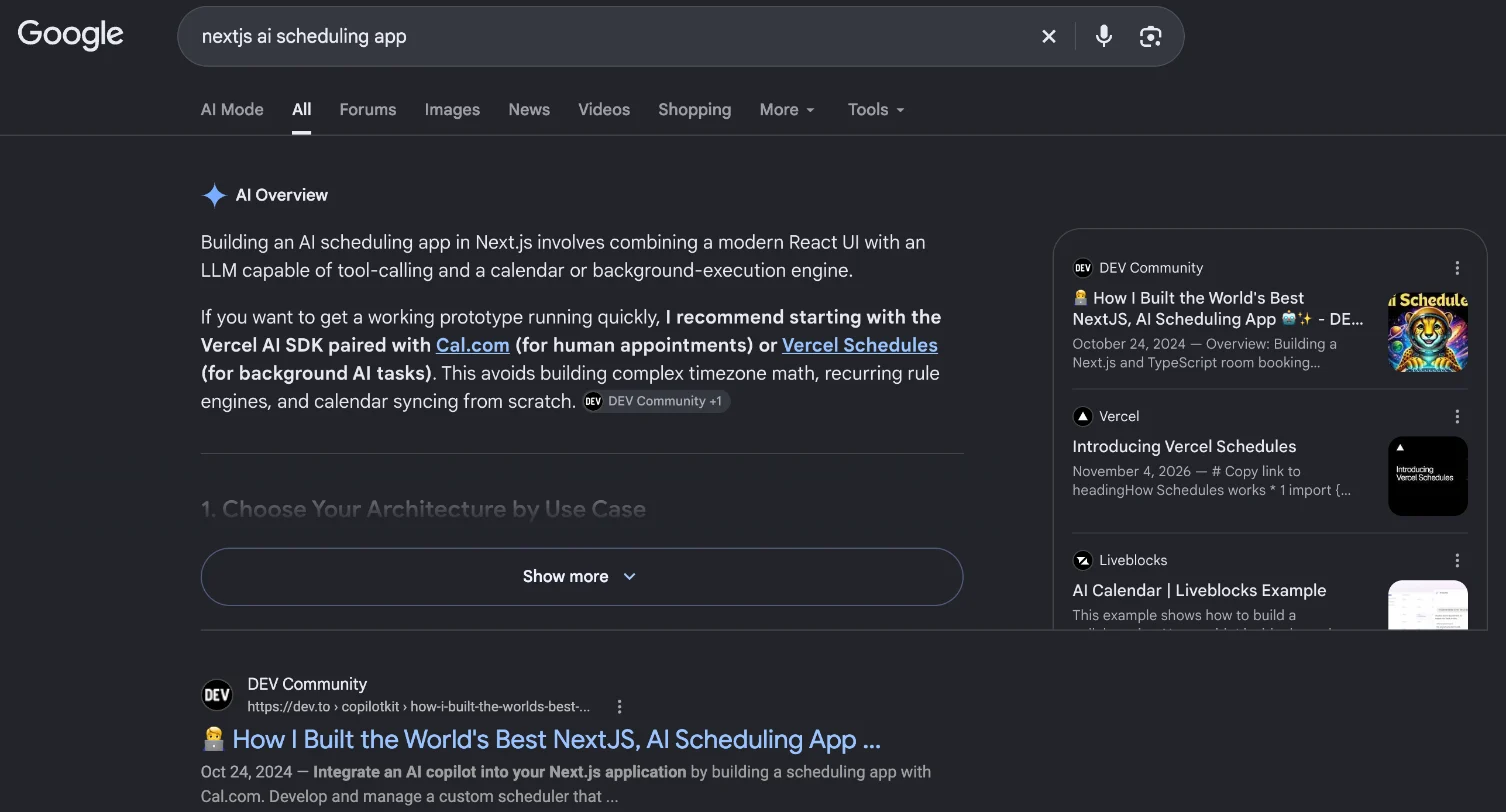 Google
nextjs ai scheduling app
AI Mode All Forums Images News Videos Shopping More Tools
AI Overview
Building an AI scheduling app in Next.js involves combining a modern React UI with an
LLM capable of tool-calling and a calendar or background-execution engine.
If you want to get a working prototype running quickly, I recommend starting with the
Vercel AI SDK paired with Cal.com (for human appointments) or Vercel Schedules
(for background AI tasks). This avoids building complex timezone math, recurring rule
engines, and calendar syncing from scratch. DEV DEV Community +1
1. Choose Your Architecture by Use Case
Show more
DEV DEV Community
👨‍💻 How I Built the World's Best
NextJS, AI Scheduling App 🤖✨ - DE...
October 24, 2024 — Overview: Building a
Next.js and TypeScript room booking...
Vercel
Introducing Vercel Schedules
November 4, 2026 — # Copy link to
headingHow Schedules works * 1 import {...
Introducing
Vercel Schedules
Liveblocks
AI Calendar | Liveblocks Example
This example shows how to build a
DEV DEV Community
https://dev.to › copilotkit › how-i-built-the-worlds-best-...
👨‍💻 How I Built the World's Best NextJS, AI Scheduling App ...
Oct 24, 2024 — Integrate an AI copilot into your Next.js application by building a scheduling app with
Cal.com. Develop and manage a custom scheduler that ...